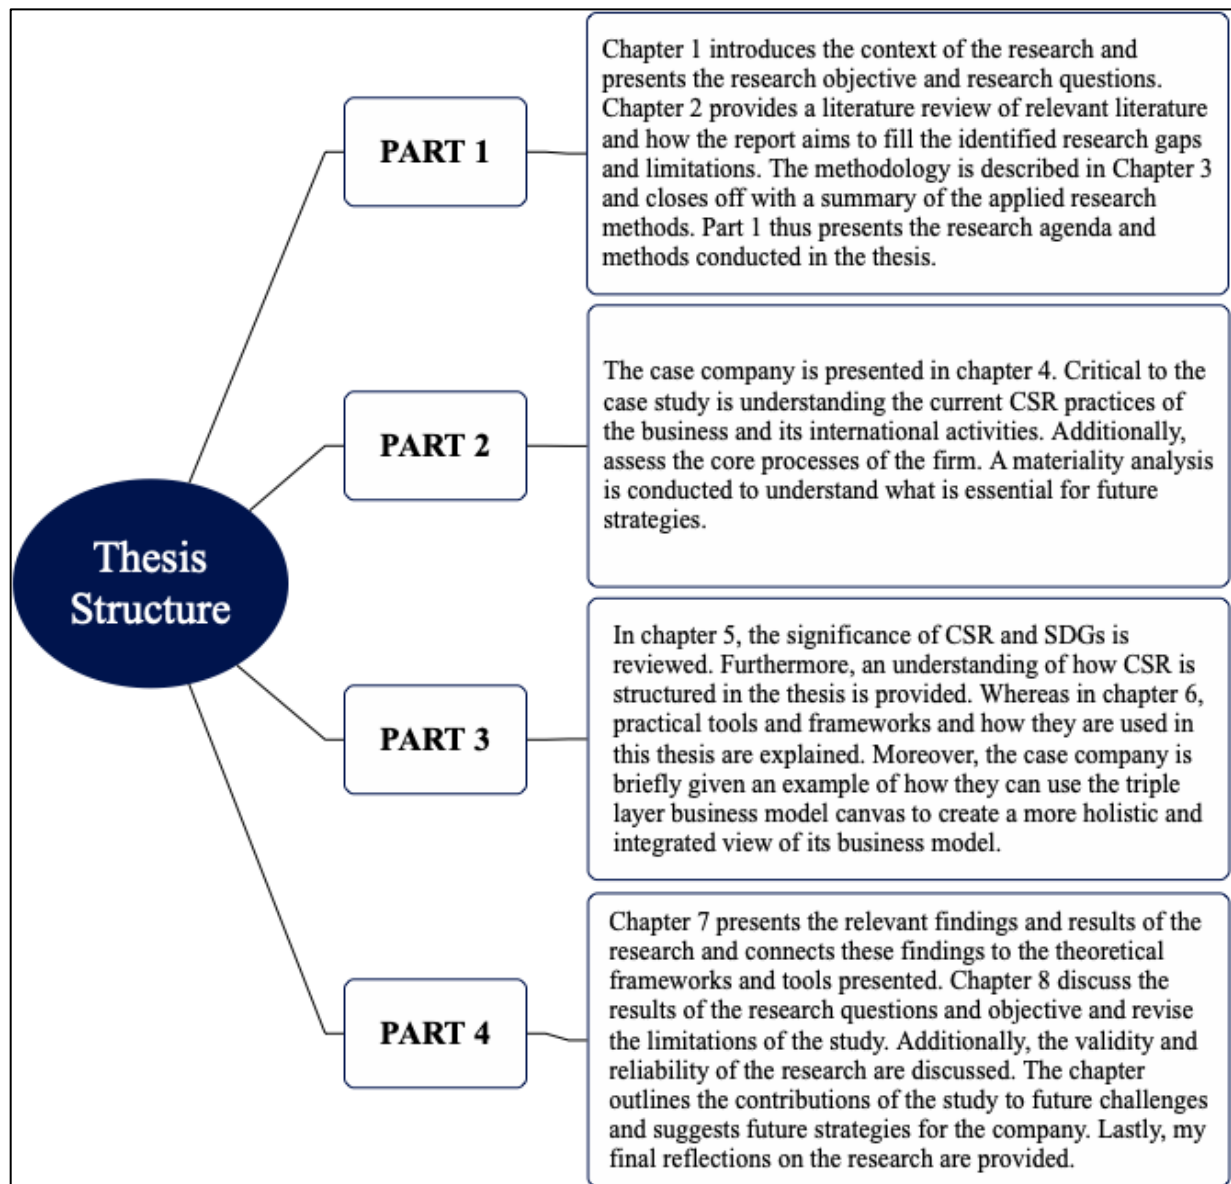 Thesis
Structure
PART 1
Chapter 1 introduces the context of the research and
presents the research objective and research questions.
Chapter 2 provides a literature review of relevant literature
and how the report aims to fill the identified research gaps
and limitations. The methodology is described in Chapter 3
and closes off with a summary of the applied research
methods. Part 1 thus presents the research agenda and
methods conducted in the thesis.
PART 2
The case company is presented in chapter 4. Critical to the
case study is understanding the current CSR practices of
the business and its international activities. Additionally,
assess the core processes of the firm. A materiality analysis
is conducted to understand what is essential for future
strategies.
PART 3
In chapter 5, the significance of CSR and SDGs is
reviewed. Furthermore, an understanding of how CSR is
structured in the thesis is provided. Whereas in chapter 6,
practical tools and frameworks and how they are used in
this thesis are explained. Moreover, the case company is
briefly given an example of how they can use the triple
layer business model canvas to create a more holistic and
integrated view of its business model.
PART 4
Chapter 7 presents the relevant findings and results of the
research and connects these findings to the theoretical
frameworks and tools presented. Chapter 8 discuss the
results of the research questions and objective and revise
the limitations of the study. Additionally, the validity and
reliability of the research are discussed. The chapter
outlines the contributions of the study to future challenges
and suggests future strategies for the company. Lastly, my
final reflections on the research are provided.